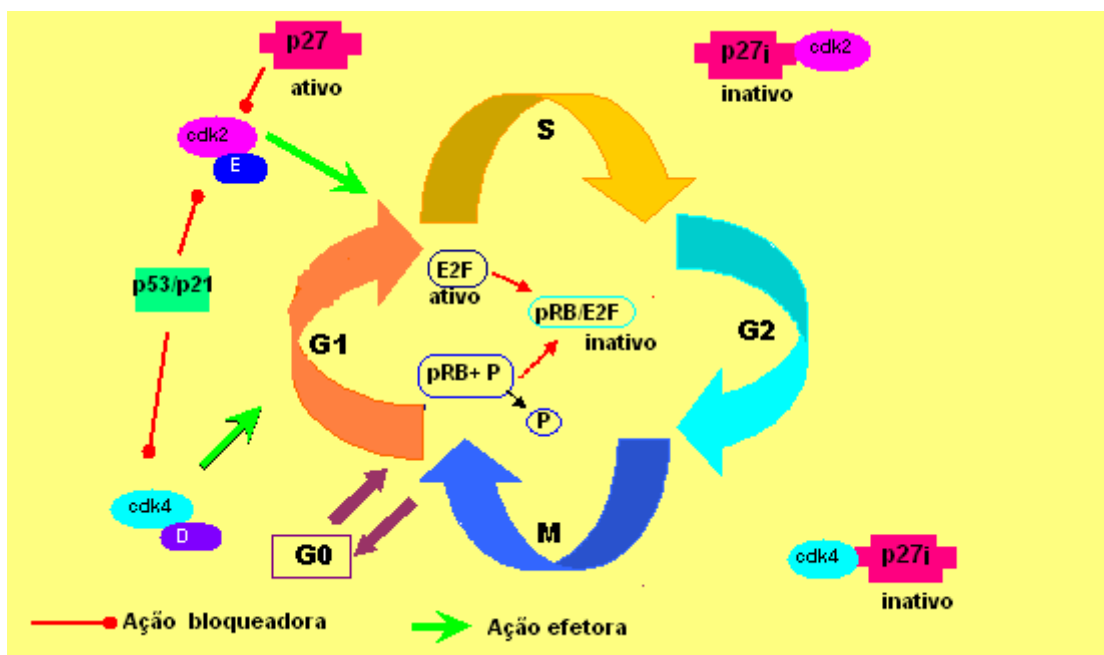 p27
ativo
p27i
cdk2
inativo
cdk2
E
S
p53/p21
E2F
ativo
pRB/E2F
inativo
G1
G2
pRB+ P
P
cdk4
D
G0
M
cdk4
p27i
inativo
Ação bloqueadora
Ação efetora